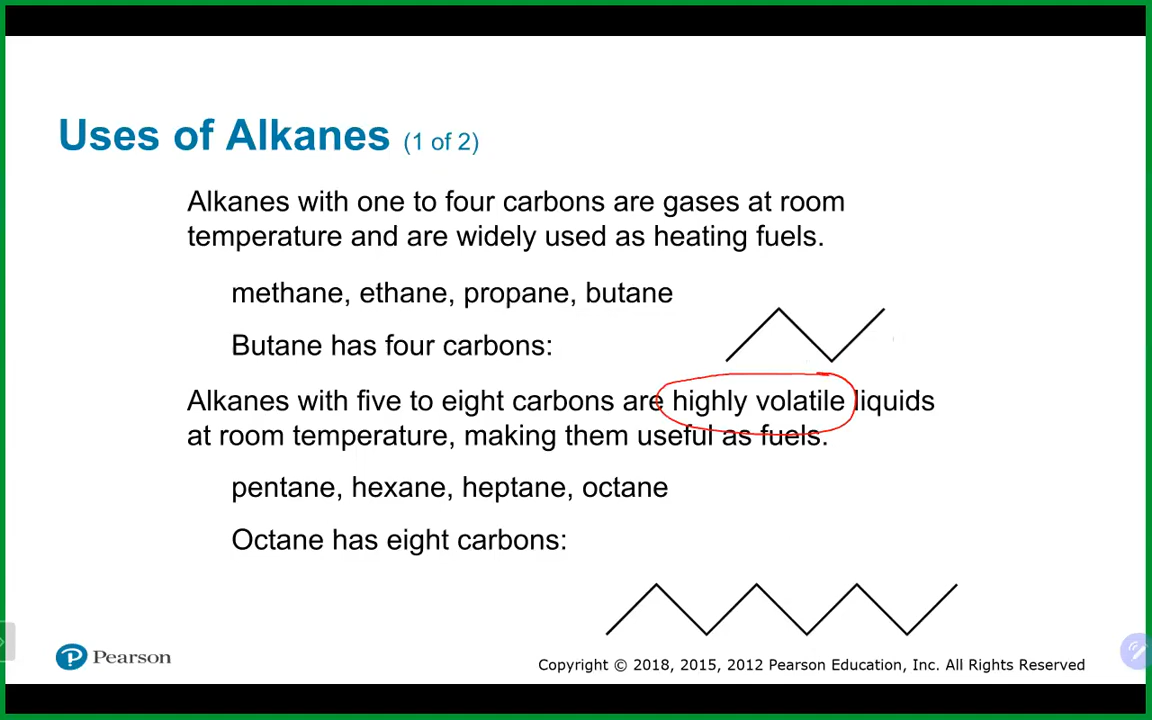 Uses of Alkanes (1 of 2)
Alkanes with one to four carbons are gases at room
temperature and are widely used as heating fuels.
methane, ethane, propane, butane
Butane has four carbons:
Alkanes with five to eight carbons are highly volatile liquids
at room temperature, making them useful as fuels.
pentane, hexane, heptane, octane
Octane has eight carbons:
Pearson
Copyright © 2018, 2015, 2012 Pearson Education, Inc. All Rights Reserved